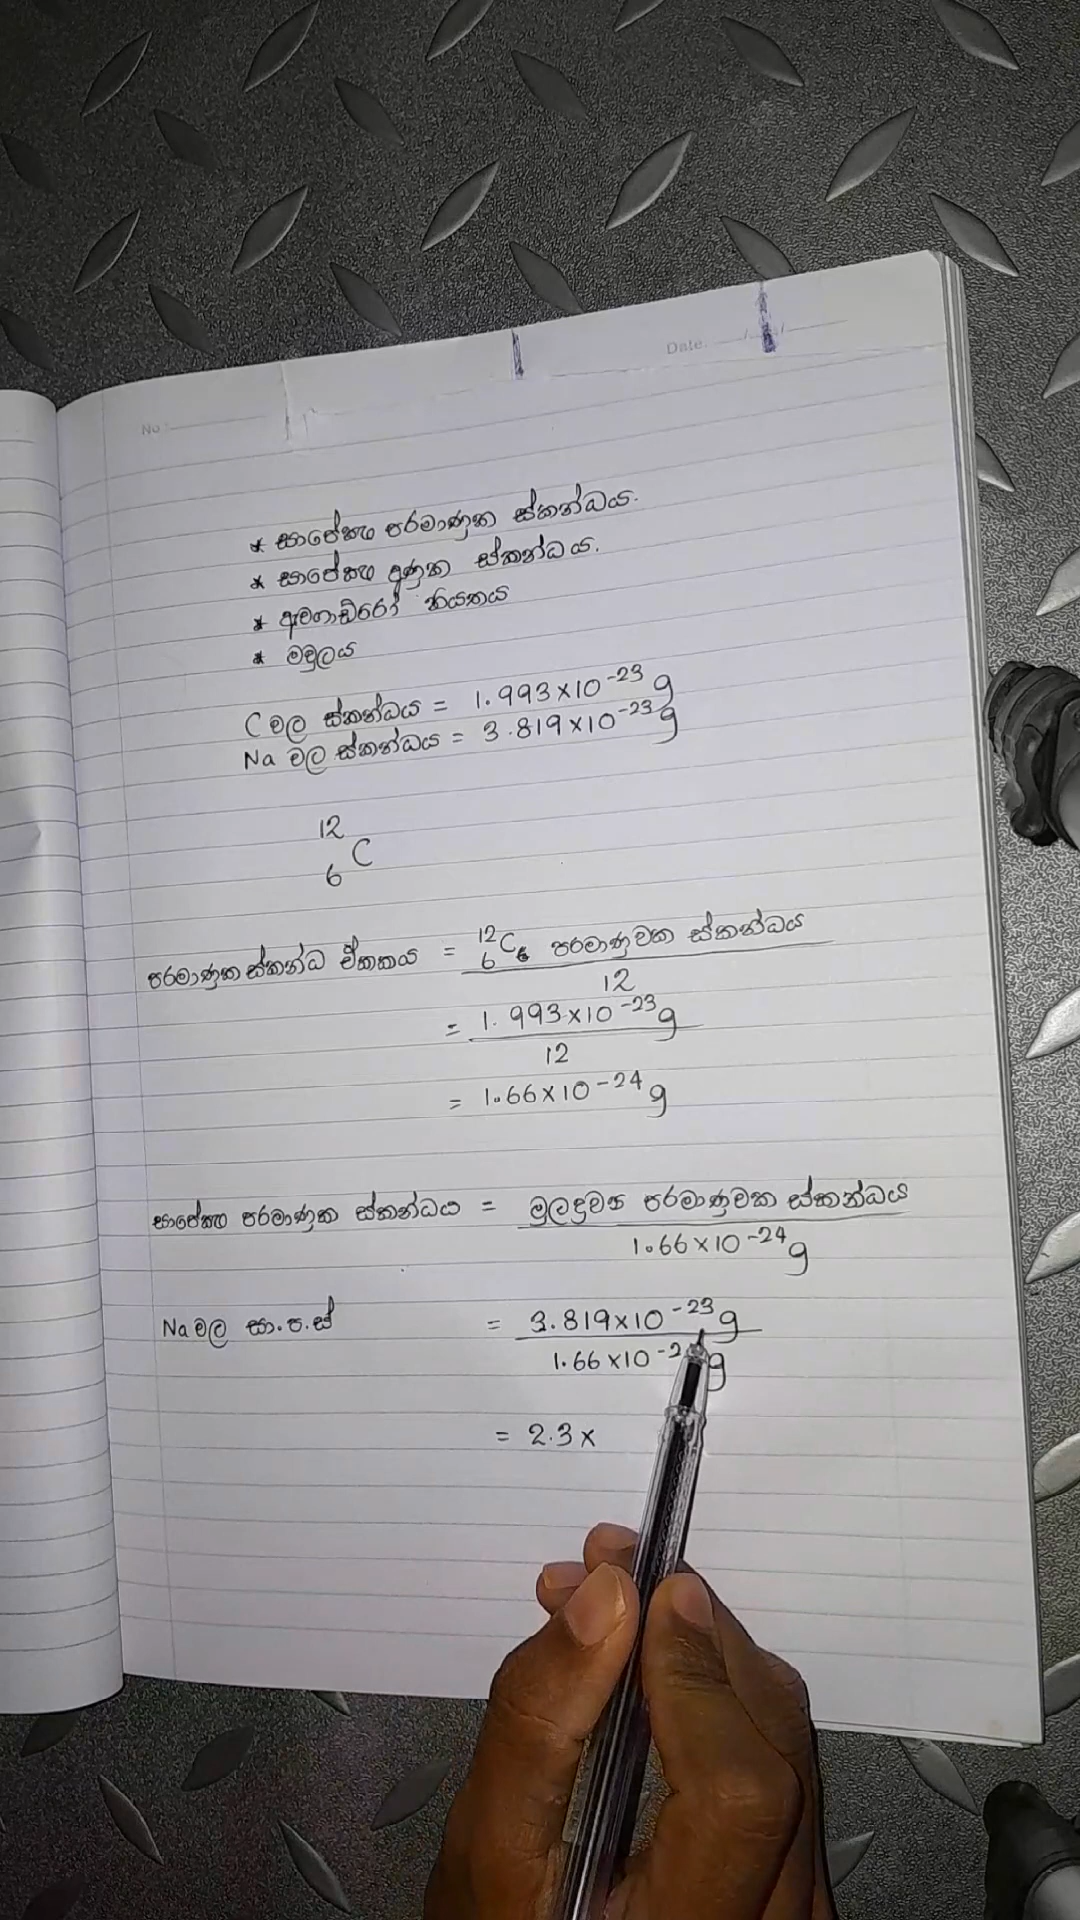 No
Date. / /
* සාපේක්ෂ පරමාණුක ස්කන්ධය.
* සාපේක්ෂ අණුක ස්කන්ධය.
* ඇවගාඩ්රෝ නියතය
* මවුලය
C වල ස්කන්ධය = 1.993×10⁻²³ g
Na වල ස්කන්ධය = 3.819×10⁻²³ g
12
C
6
පරමාණුක ස්කන්ධ ඒකකය = ¹²₆C පරමාණුවක ස්කන්ධය
12
= 1.993×10⁻²³ g
12
= 1.66×10⁻²⁴ g
සාපේක්ෂ පරමාණුක ස්කන්ධය = මූලද්‍රව්‍ය පරමාණුවක ස්කන්ධය
1.66×10⁻²⁴ g
Na වල සා.ප.ස් = 3.819×10⁻²³ g
1.66×10⁻² g
= 2.3×